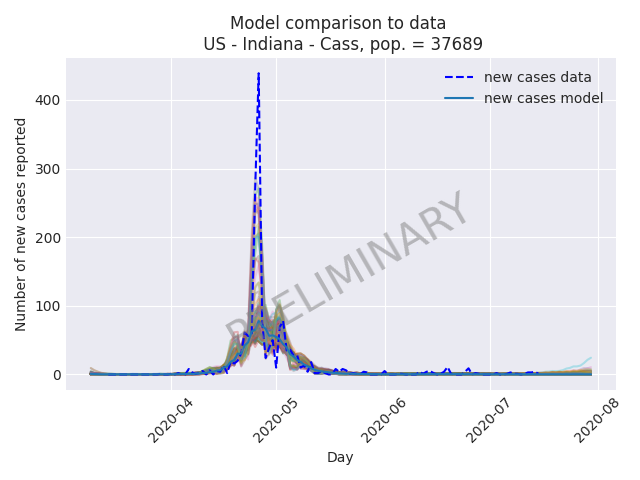 Model comparison to data
US - Indiana - Cass, pop. = 37689
new cases data
new cases model
Number of new cases reported
400
300
200
100
0
PRELIMINARY
2020-04
2020-05
2020-06
2020-07
2020-08
Day